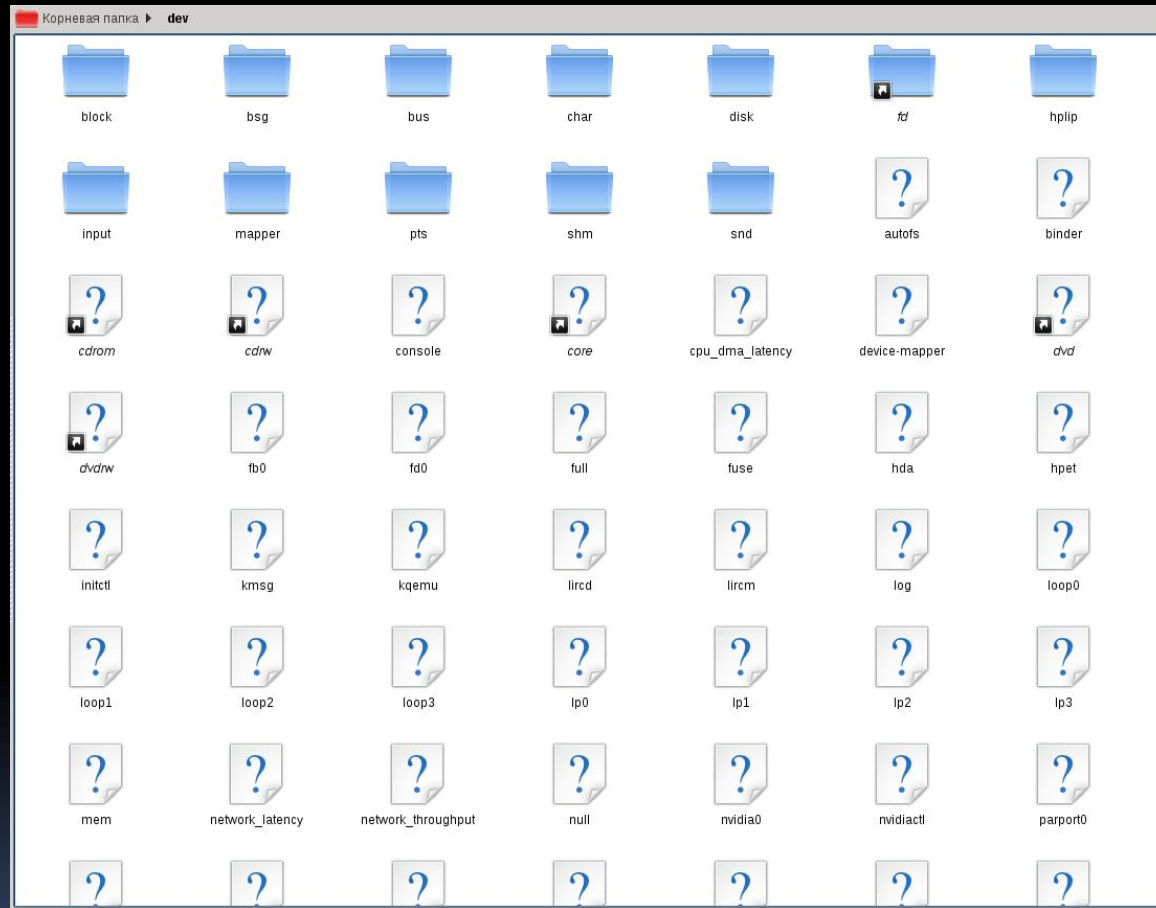 Корневая папка dev
block bsg bus char disk fd hplip
input mapper pts shm snd autofs binder
cdrom cdrw console core cpu_dma_latency device-mapper dvd
dvdrw fb0 fd0 full fuse hda hpet
initctl kmsg kqemu lircd lircm log loop0
loop1 loop2 loop3 lp0 lp1 lp2 lp3
mem network_latency network_throughput null nvidia0 nvidiactl parport0